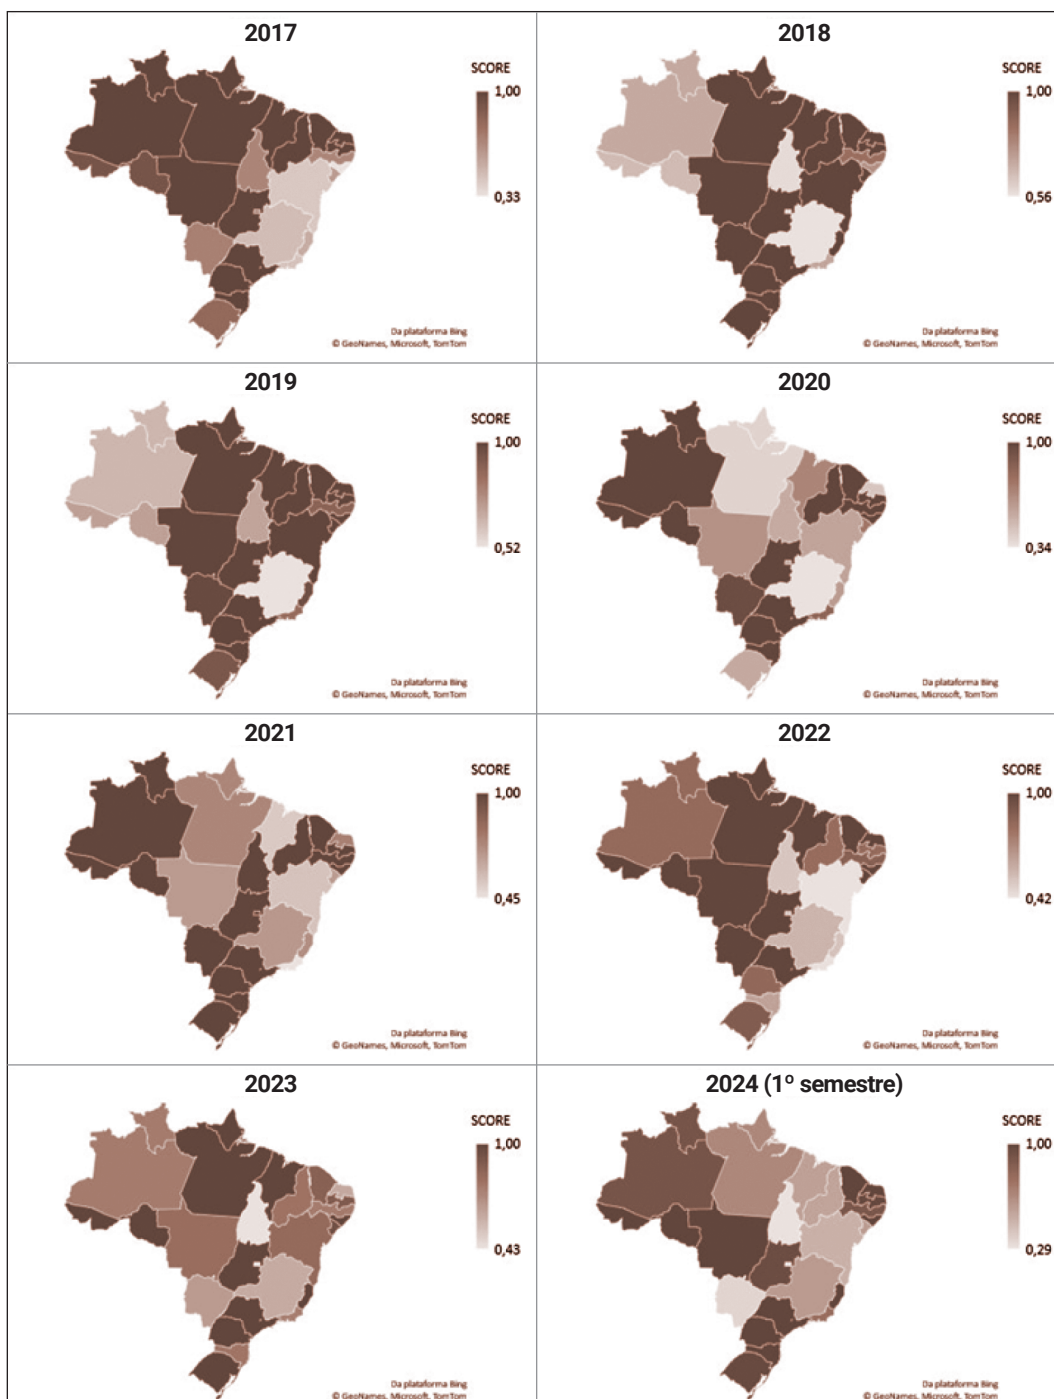 2017
SCORE
1,00
0,33
Da plataforma Bing
© GeoNames, Microsoft, TomTom
2018
SCORE
1,00
0,56
Da plataforma Bing
© GeoNames, Microsoft, TomTom
2019
SCORE
1,00
0,52
Da plataforma Bing
© GeoNames, Microsoft, TomTom
2020
SCORE
1,00
0,34
Da plataforma Bing
© GeoNames, Microsoft, TomTom
2021
SCORE
1,00
0,45
Da plataforma Bing
© GeoNames, Microsoft, TomTom
2022
SCORE
1,00
0,42
Da plataforma Bing
© GeoNames, Microsoft, TomTom
2023
SCORE
1,00
0,43
Da plataforma Bing
© GeoNames, Microsoft, TomTom
2024 (1º semestre)
SCORE
1,00
0,29
Da plataforma Bing
© GeoNames, Microsoft, TomTom